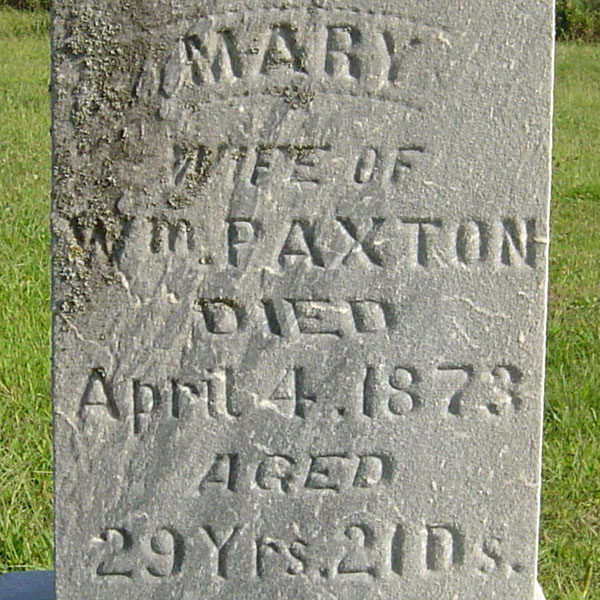 MARY
WIFE OF
Wm. PAXTON
DIED
April 4, 1873
AGED
29 Yrs. 21 Ds.